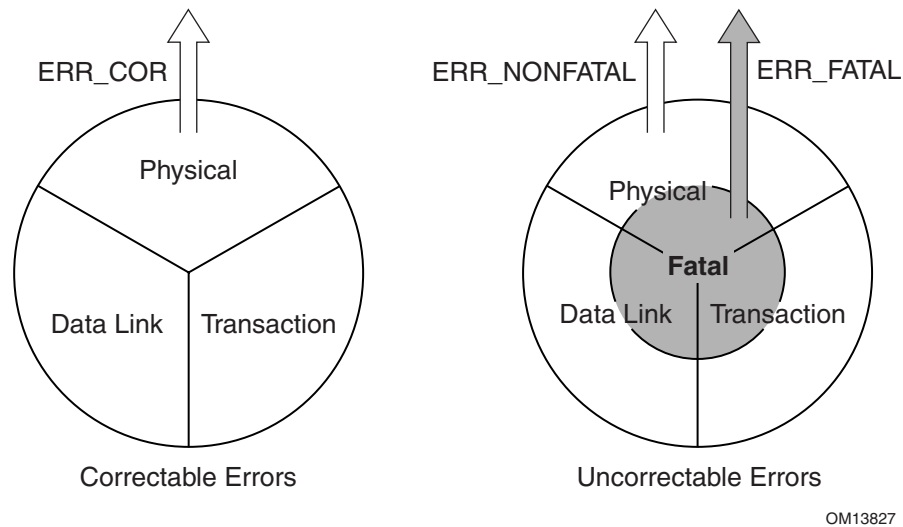 ERR_COR
Physical
Data Link
Transaction
Correctable Errors
ERR_NONFATAL
ERR_FATAL
Physical
Fatal
Data Link
Transaction
Uncorrectable Errors
OM13827